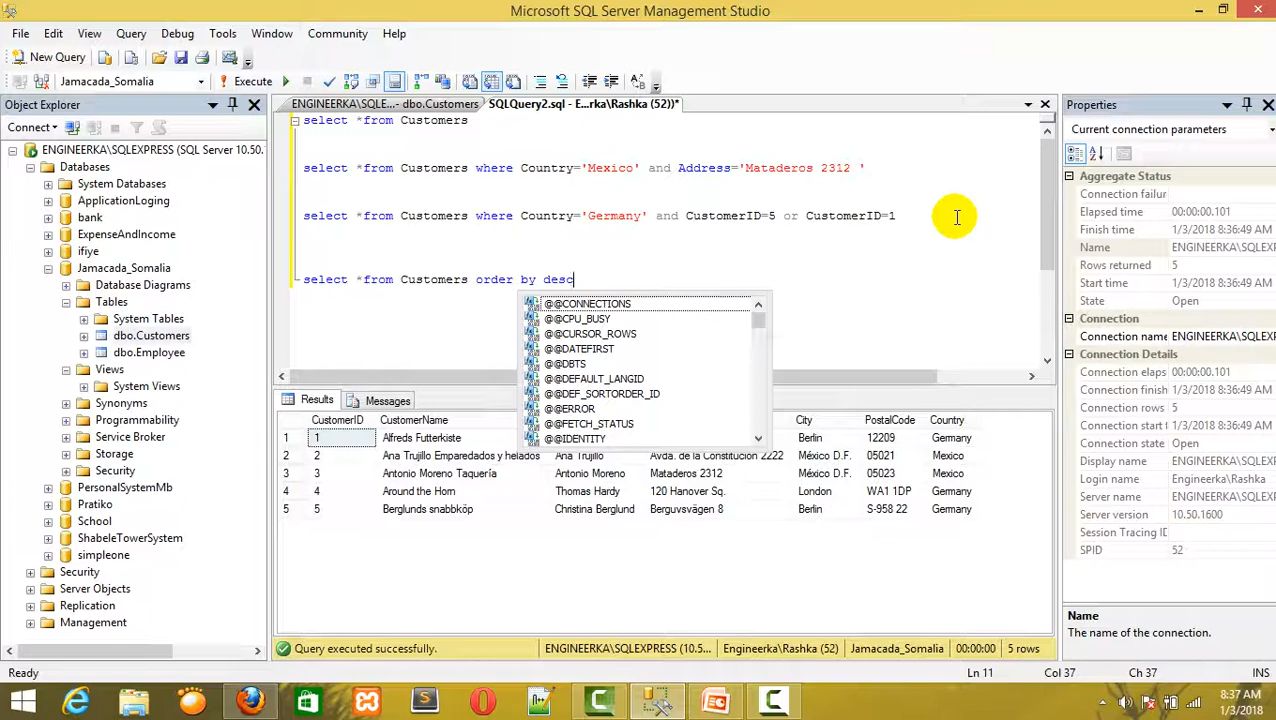 Microsoft SQL Server Management Studio
File Edit View Query Debug Tools Window Community Help
New Query
Jamacada_Somalia Execute
Object Explorer
Connect
ENGINEERKA\SQLEXPRESS (SQL Server 10.50.
Databases
System Databases
ApplicationLoging
bank
ExpenseAndIncome
ifiye
Jamacada_Somalia
Database Diagrams
Tables
System Tables
dbo.Customers
dbo.Employee
Views
System Views
Synonyms
Programmability
Service Broker
Storage
Security
PersonalSystemMb
Pratiko
School
ShabeleTowerSystem
simpleone
Security
Server Objects
Replication
Management
ENGINEERKA\SQLE...- dbo.Customers SQLQuery2.sql - E...rka\Rashka (52))*
select *from Customers
select *from Customers where Country='Mexico' and Address='Mataderos 2312 '
select *from Customers where Country='Germany' and CustomerID=5 or CustomerID=1
select *from Customers order by desc
@@CONNECTIONS
@@CPU_BUSY
@@CURSOR_ROWS
@@DATEFIRST
@@DBTS
@@DEFAULT_LANGID
@@DEF_SORTORDER_ID
@@ERROR
@@FETCH_STATUS
@@IDENTITY
Results Messages
CustomerID CustomerName City PostalCode Country
1 1 Alfreds Futterkiste Berlin 12209 Germany
2 2 Ana Trujillo Emparedados y helados Ana Trujillo Avda. de la Constitución 2222 México D.F. 05021 Mexico
3 3 Antonio Moreno Taquería Antonio Moreno Mataderos 2312 México D.F. 05023 Mexico
4 4 Around the Horn Thomas Hardy 120 Hanover Sq. London WA1 1DP Germany
5 5 Berglunds snabbköp Christina Berglund Berguvsvägen 8 Berlin S-958 22 Germany
Query executed successfully. ENGINEERKA\SQLEXPRESS (10.5... Engineerka\Rashka (52) Jamacada_Somalia 00:00:00 5 rows
Properties
Current connection parameters
Aggregate Status
Connection failur
Elapsed time 00:00:00.101
Finish time 1/3/2018 8:36:49 AM
Name ENGINEERKA\SQLEXP
Rows returned 5
Start time 1/3/2018 8:36:49 AM
State Open
Connection
Connection name ENGINEERKA\SQLEXP
Connection Details
Connection elaps 00:00:00.101
Connection finish 1/3/2018 8:36:49 AM
Connection rows 5
Connection start t 1/3/2018 8:36:49 AM
Connection state Open
Display name ENGINEERKA\SQLEXP
Login name Engineerka\Rashka
Server name ENGINEERKA\SQLEXP
Server version 10.50.1600
Session Tracing ID
SPID 52
Name
The name of the connection.
Ready Ln 11 Col 37 Ch 37 INS
8:37 AM
1/3/2018